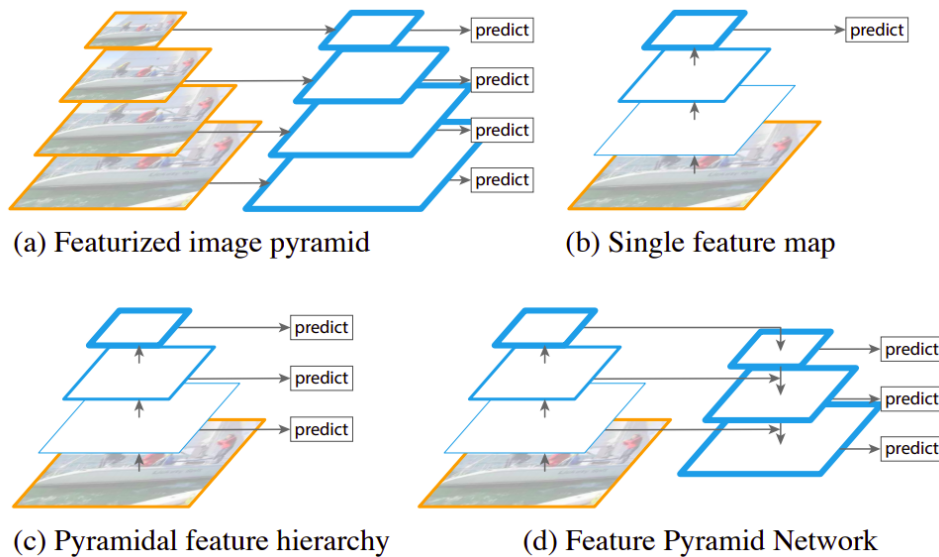 predict
predict
predict
predict
predict
(a) Featurized image pyramid
(b) Single feature map
predict
predict
predict
predict
predict
predict
(c) Pyramidal feature hierarchy
(d) Feature Pyramid Network